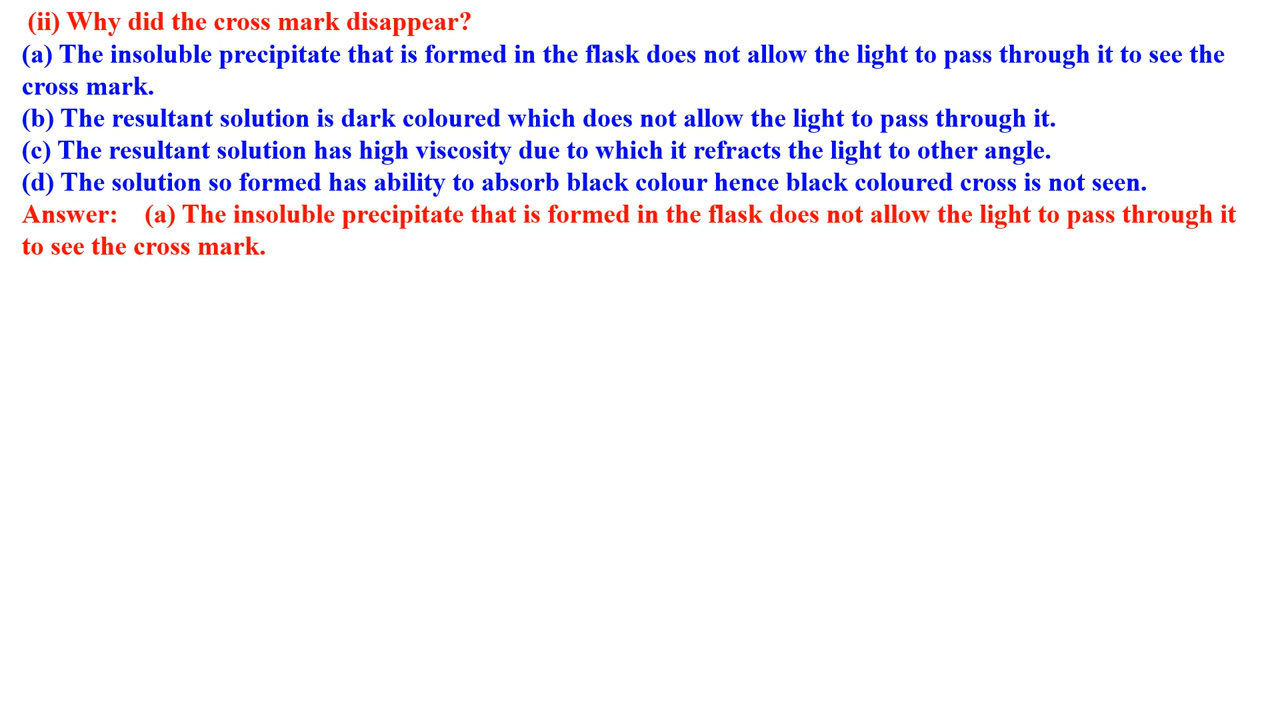 (ii) Why did the cross mark disappear?
(a) The insoluble precipitate that is formed in the flask does not allow the light to pass through it to see the
cross mark.
(b) The resultant solution is dark coloured which does not allow the light to pass through it.
(c) The resultant solution has high viscosity due to which it refracts the light to other angle.
(d) The solution so formed has ability to absorb black colour hence black coloured cross is not seen.
Answer: (a) The insoluble precipitate that is formed in the flask does not allow the light to pass through it
to see the cross mark.